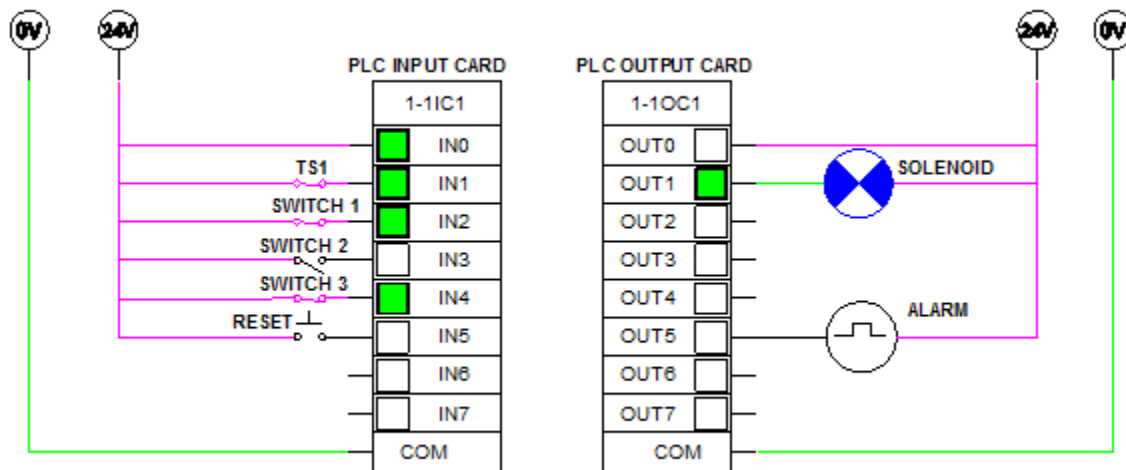 0V 24V 24V 0V
PLC INPUT CARD PLC OUTPUT CARD
1-1IC1 1-1OC1
IN0 OUT0
TS1 IN1 OUT1 SOLENOID
SWITCH 1 IN2 OUT2
SWITCH 2 IN3 OUT3
SWITCH 3 IN4 OUT4
RESET IN5 OUT5 ALARM
IN6 OUT6
IN7 OUT7
COM COM